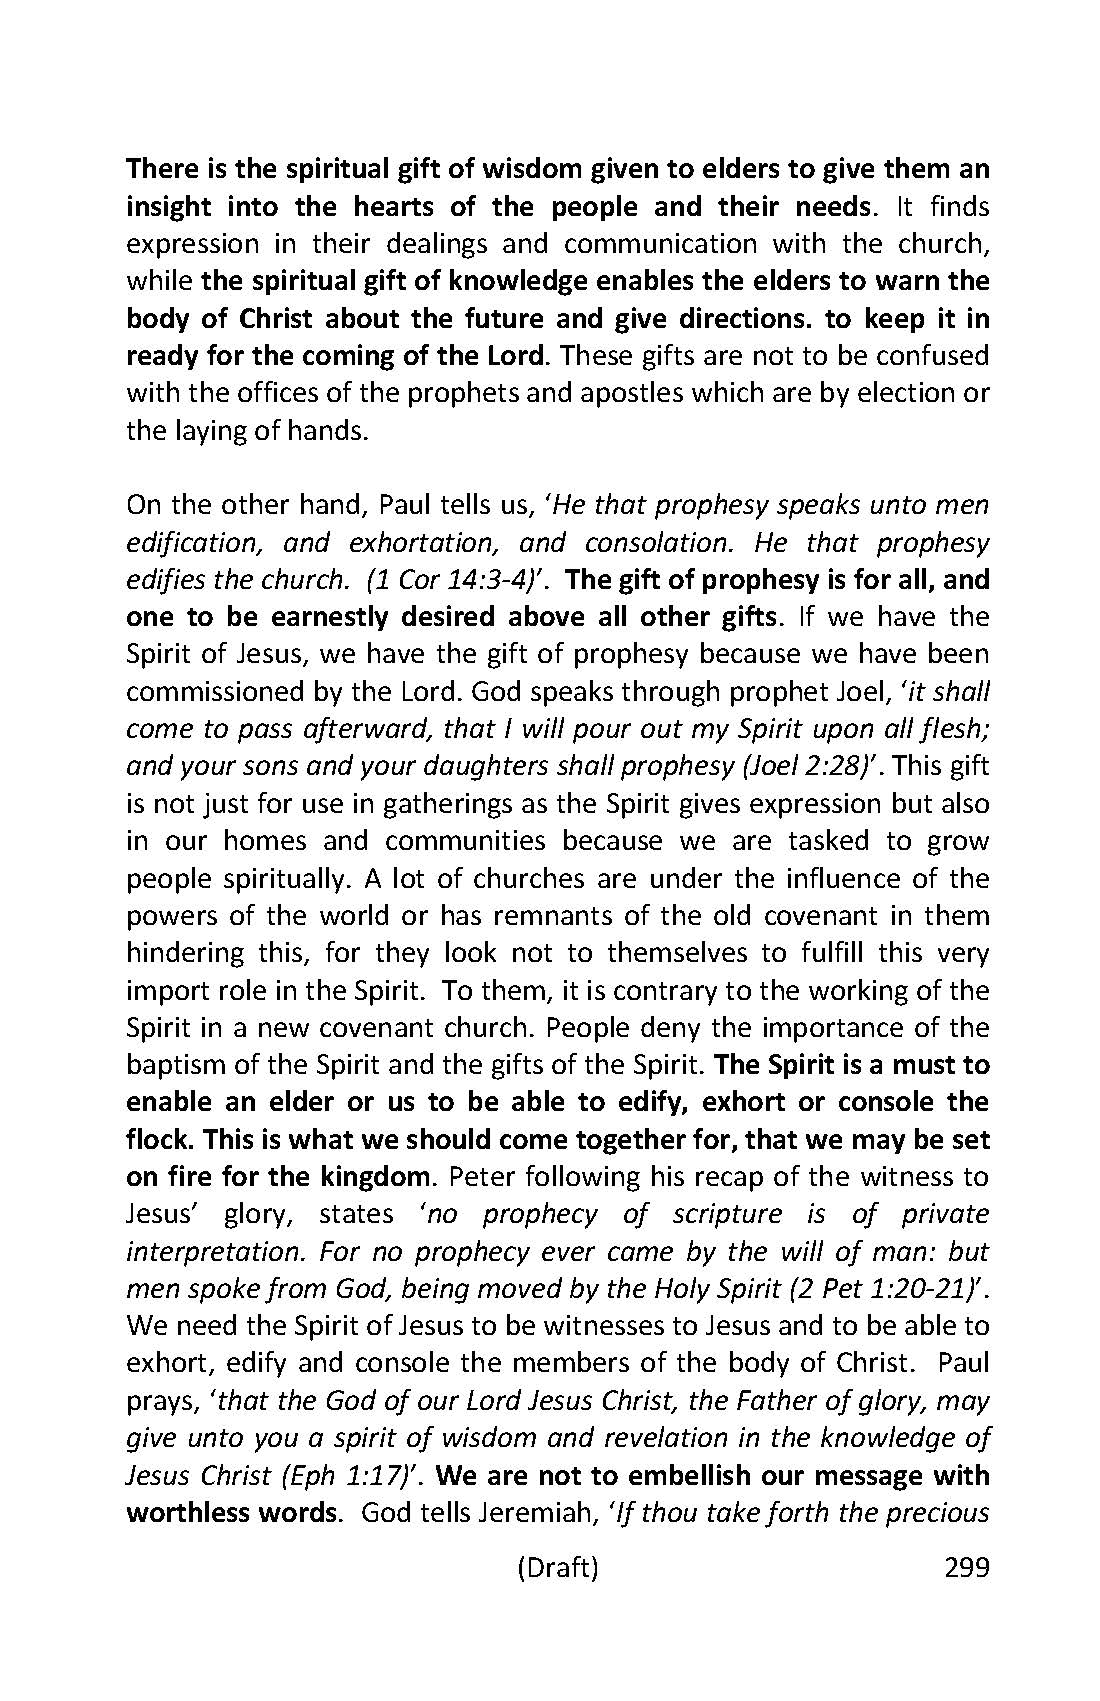 There is the spiritual gift of wisdom given to elders to give them an
insight into the hearts of the people and their needs. It finds
expression in their dealings and communication with the church,
while the spiritual gift of knowledge enables the elders to warn the
body of Christ about the future and give directions. to keep it in
ready for the coming of the Lord. These gifts are not to be confused
with the offices of the prophets and apostles which are by election or
the laying of hands.

On the other hand, Paul tells us, ‘He that prophesy speaks unto men
edification, and exhortation, and consolation. He that prophesy
edifies the church. (1 Cor 14:3-4)’. The gift of prophesy is for all, and
one to be earnestly desired above all other gifts. If we have the
Spirit of Jesus, we have the gift of prophesy because we have been
commissioned by the Lord. God speaks through prophet Joel, ‘it shall
come to pass afterward, that I will pour out my Spirit upon all flesh;
and your sons and your daughters shall prophesy (Joel 2:28)’. This gift
is not just for use in gatherings as the Spirit gives expression but also
in our homes and communities because we are tasked to grow
people spiritually. A lot of churches are under the influence of the
powers of the world or has remnants of the old covenant in them
hindering this, for they look not to themselves to fulfill this very
import role in the Spirit. To them, it is contrary to the working of the
Spirit in a new covenant church. People deny the importance of the
baptism of the Spirit and the gifts of the Spirit. The Spirit is a must to
enable an elder or us to be able to edify, exhort or console the
flock. This is what we should come together for, that we may be set
on fire for the kingdom. Peter following his recap of the witness to
Jesus’ glory, states ‘no prophecy of scripture is of private
interpretation. For no prophecy ever came by the will of man: but
men spoke from God, being moved by the Holy Spirit (2 Pet 1:20-21)’.
We need the Spirit of Jesus to be witnesses to Jesus and to be able to
exhort, edify and console the members of the body of Christ. Paul
prays, ‘that the God of our Lord Jesus Christ, the Father of glory, may
give unto you a spirit of wisdom and revelation in the knowledge of
Jesus Christ (Eph 1:17)’. We are not to embellish our message with
worthless words. God tells Jeremiah, ‘If thou take forth the precious
(Draft) 299